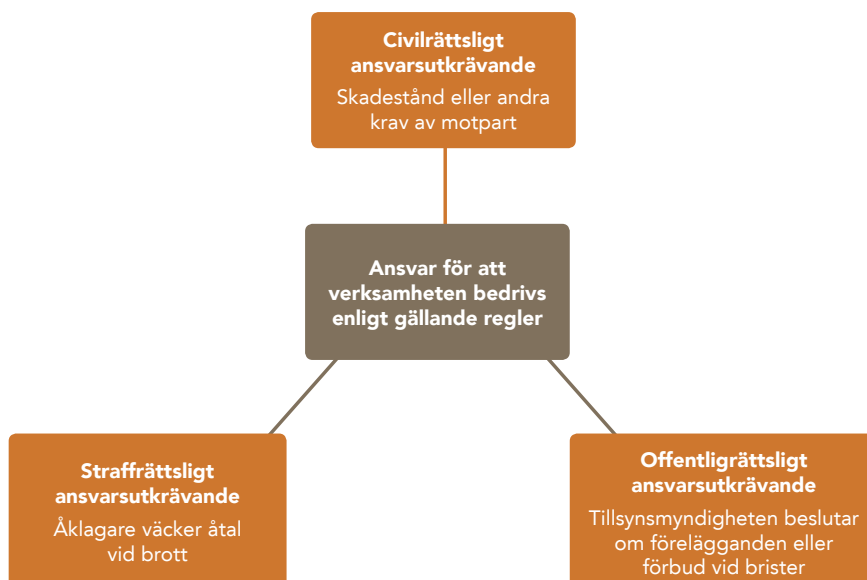 Civilrättsligt
ansvarsutkrävande
Skadestånd eller andra
krav av motpart
Ansvar för att
verksamheten bedrivs
enligt gällande regler
Straffrättsligt
ansvarsutkrävande
Åklagare väcker åtal
vid brott
Offentligrättsligt
ansvarsutkrävande
Tillsynsmyndigheten beslutar
om förelägganden eller
förbud vid brister